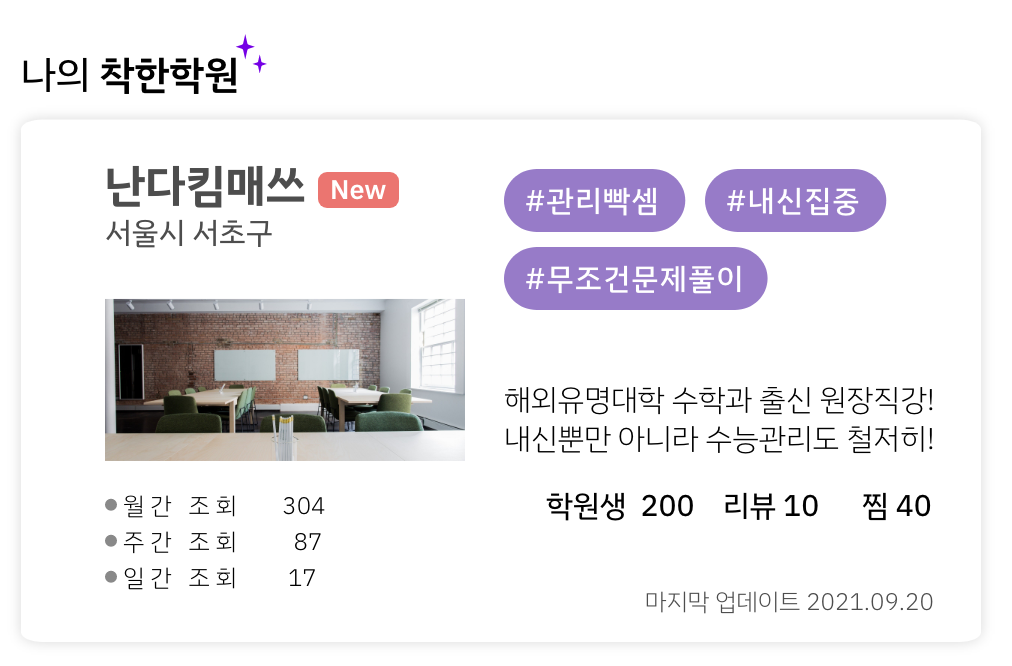 나의 착한학원
난다킴매쓰 New
서울시 서초구
#관리빡셈 #내신집중
#무조건문제풀이
해외유명대학 수학과 출신 원장직강!
내신뿐만 아니라 수능관리도 철저히!
학원생 200 리뷰 10 찜 40
월간 조회 304
주간 조회 87
일간 조회 17
마지막 업데이트 2021.09.20